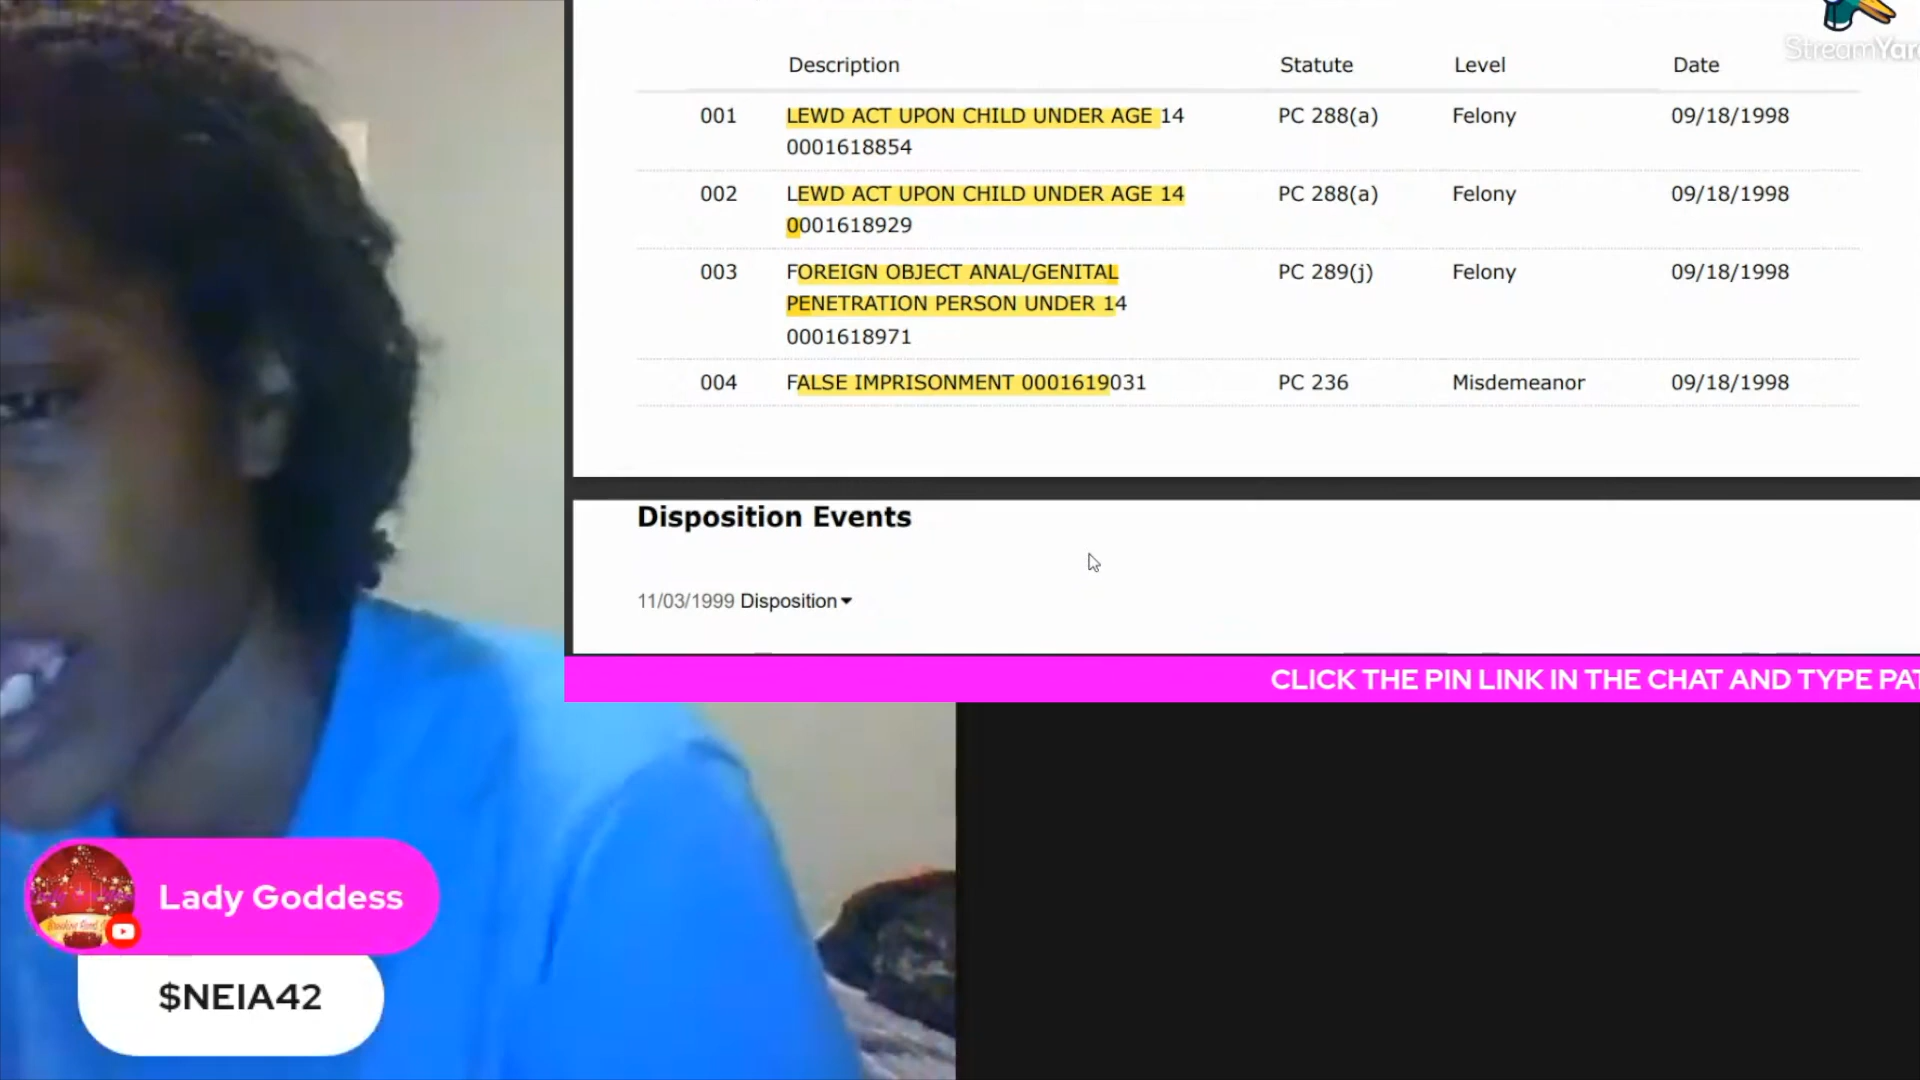 StreamYar
Description Statute Level Date
001 LEWD ACT UPON CHILD UNDER AGE 14 PC 288(a) Felony 09/18/1998
0001618854
002 LEWD ACT UPON CHILD UNDER AGE 14 PC 288(a) Felony 09/18/1998
0001618929
003 FOREIGN OBJECT ANAL/GENITAL PC 289(j) Felony 09/18/1998
PENETRATION PERSON UNDER 14
0001618971
004 FALSE IMPRISONMENT 0001619031 PC 236 Misdemeanor 09/18/1998
Disposition Events
11/03/1999 Disposition
CLICK THE PIN LINK IN THE CHAT AND TYPE PAT
Lady Goddess
$NEIA42